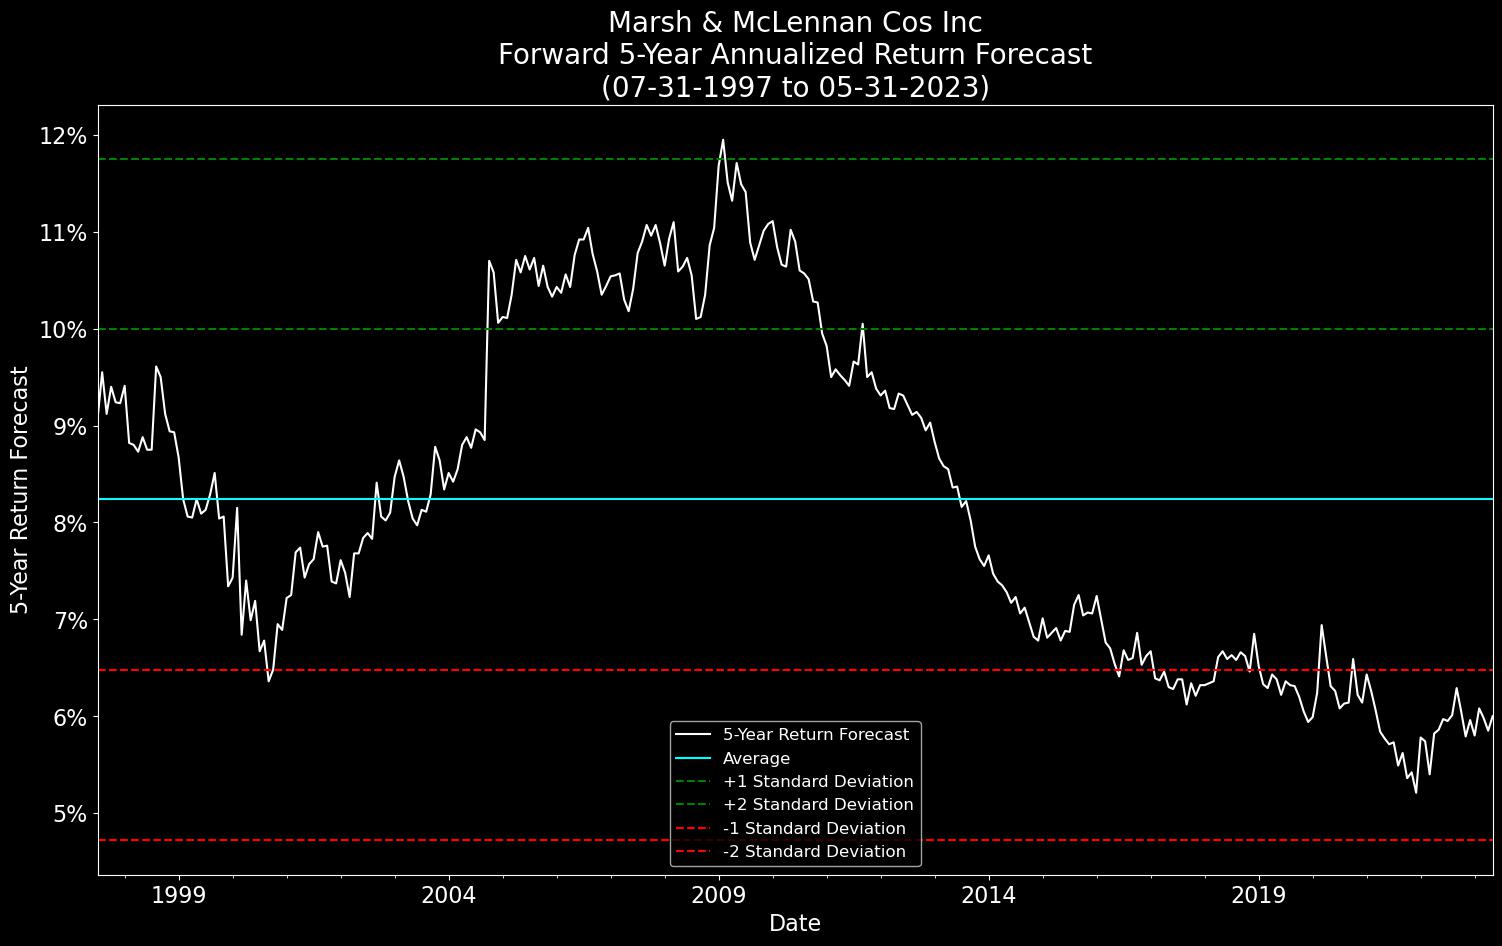 Marsh & McLennan Cos Inc
Forward 5-Year Annualized Return Forecast
(07-31-1997 to 05-31-2023)
5-Year Return Forecast
12%
11%
10%
9%
8%
7%
6%
5%
5-Year Return Forecast
Average
+1 Standard Deviation
+2 Standard Deviation
-1 Standard Deviation
-2 Standard Deviation
1999
2004
2009
2014
2019
Date